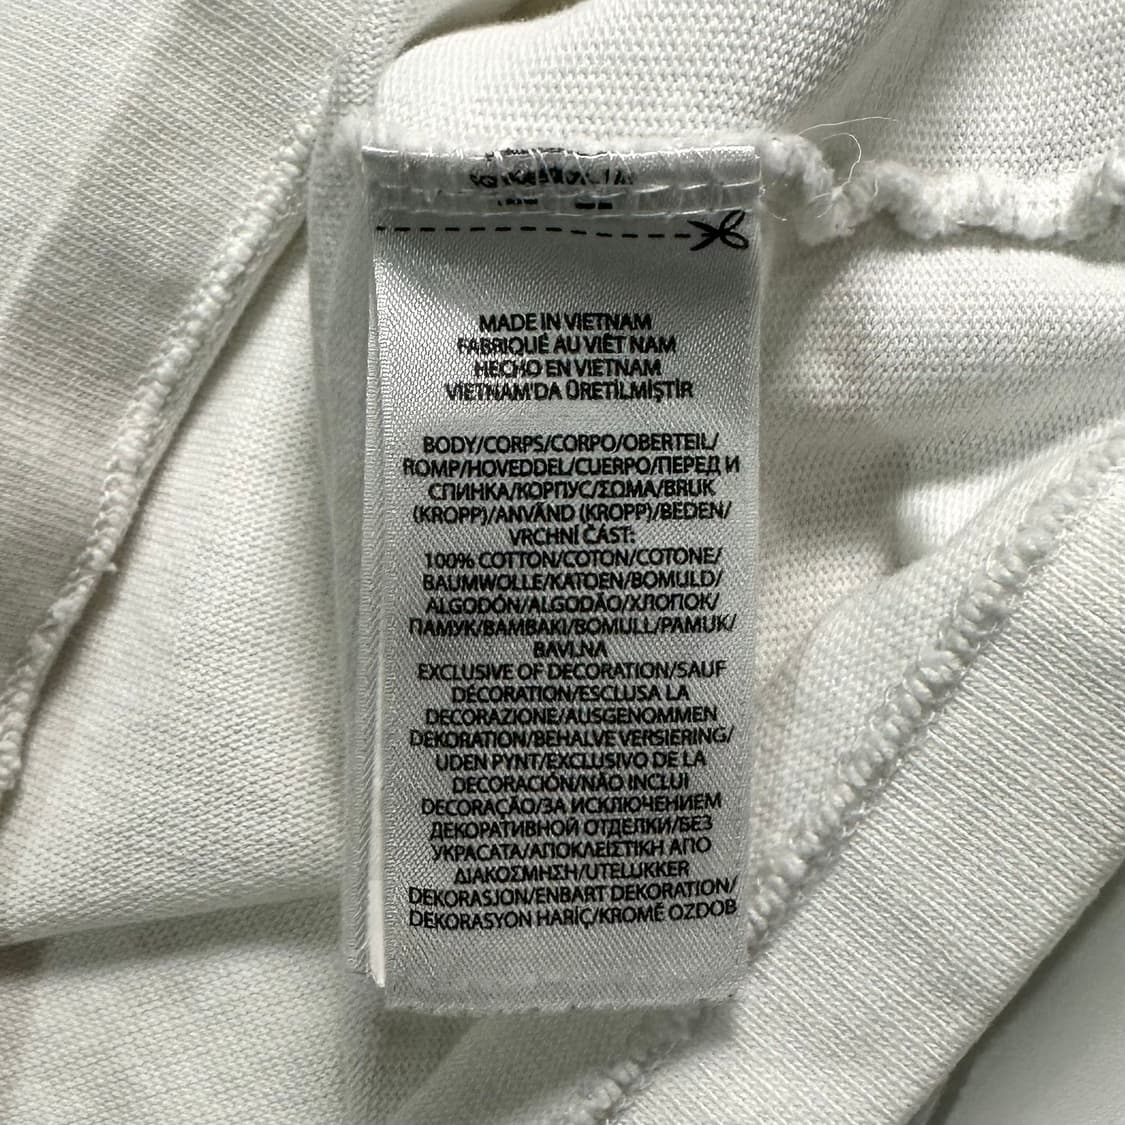 MADE IN VIETNAM
FABRIQUÉ AU VIÊT NAM
HECHO EN VIETNAM
VIETNAM'DA ÜRETİLMİŞTİR
BODY/CORPS/CORPO/OBERTEIL/
ROMP/HOVEDDEL/CUERPO/ПЕРЕД И
СПИНКА/КОРПУС/ΣΩΜΑ/BRUK
(KROPP)/ANVÄND (KROPP)/BEDEN/
VRCHNÍ ČÁST:
100% COTTON/COTON/COTONE/
BAUMWOLLE/KATOEN/BOMULD/
ALGODÓN/ALGODÃO/ХЛОПОК/
ПАМУК/ΒΑΜΒΑΚΙ/BOMULL/PAMUK/
BAVLNA
EXCLUSIVE OF DECORATION/SAUF
DÉCORATION/ESCLUSA LA
DECORAZIONE/AUSGENOMMEN
DEKORATION/BEHALVE VERSIERING/
UDEN PYNT/EXCLUSIVO DE LA
DECORACIÓN/NÃO INCLUI
DECORAÇÃO/ЗА ИСКЛЮЧЕНИЕМ
ДЕКОРАТИВНОЙ ОТДЕЛКИ/БЕЗ
УКРАСАТА/ΑΠΟΚΛΕΙΣΤΙΚΗ ΑΠΟ
ΔΙΑΚΟΣΜΗΣΗ/UTELUKKER
DEKORASJON/ENBART DEKORATION/
DEKORASYON HARİÇ/KROMĚ OZDOB